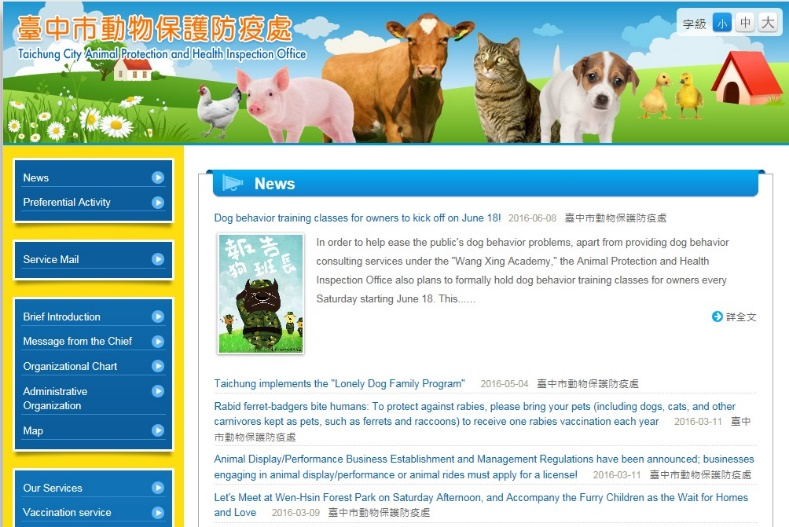 臺中市動物保護防疫處
Taichung City Animal Protection and Health Inspection Office
字級 小 中 大
News
Preferential Activity
Service Mail
Brief Introduction
Message from the Chief
Organizational Chart
Administrative
Organization
Map
Our Services
Vaccination service
News
Dog behavior training classes for owners to kick off on June 18! 2016-06-08 臺中市動物保護防疫處
報告
狗班長
In order to help ease the public's dog behavior problems, apart from providing dog behavior
consulting services under the "Wang Xing Academy," the Animal Protection and Health
Inspection Office also plans to formally hold dog behavior training classes for owners every
Saturday starting June 18. This......
詳全文
Taichung implements the "Lonely Dog Family Program" 2016-05-04 臺中市動物保護防疫處
Rabid ferret-badgers bite humans: To protect against rabies, please bring your pets (including dogs, cats, and other
carnivores kept as pets, such as ferrets and raccoons) to receive one rabies vaccination each year 2016-03-11 臺中
市動物保護防疫處
Animal Display/Performance Business Establishment and Management Regulations have been announced; businesses
engaging in animal display/performance or animal rides must apply for a license! 2016-03-11 臺中市動物保護防疫處
Let's Meet at Wen-Hsin Forest Park on Saturday Afternoon, and Accompany the Furry Children as the Wait for Homes
and Love 2016-03-09 臺中市動物保護防疫處